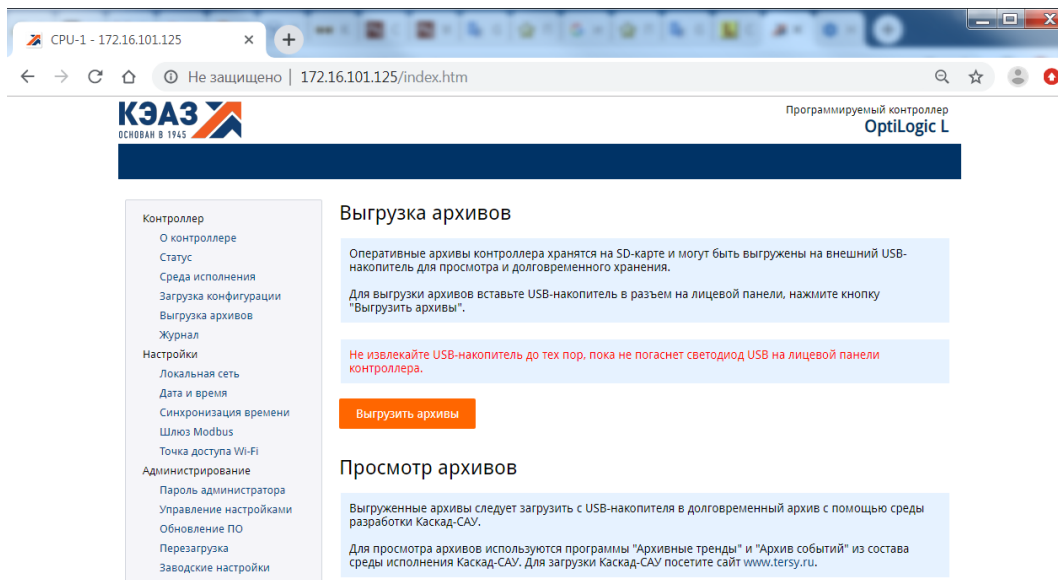 CPU-1 - 172.16.101.125
Не защищено | 172.16.101.125/index.htm
КЭАЗ
ОСНОВАН В 1945
Программируемый контроллер
OptiLogic L
Контроллер
О контроллере
Статус
Среда исполнения
Загрузка конфигурации
Выгрузка архивов
Журнал
Настройки
Локальная сеть
Дата и время
Синхронизация времени
Шлюз Modbus
Точка доступа Wi-Fi
Администрирование
Пароль администратора
Управление настройками
Обновление ПО
Перезагрузка
Заводские настройки
Выгрузка архивов
Оперативные архивы контроллера хранятся на SD-карте и могут быть выгружены на внешний USB-
накопитель для просмотра и долговременного хранения.
Для выгрузки архивов вставьте USB-накопитель в разъем на лицевой панели, нажмите кнопку
"Выгрузить архивы".
Не извлекайте USB-накопитель до тех пор, пока не погаснет светодиод USB на лицевой панели
контроллера.
Выгрузить архивы
Просмотр архивов
Выгруженные архивы следует загрузить с USB-накопителя в долговременный архив с помощью среды
разработки Каскад-САУ.
Для просмотра архивов используются программы "Архивные тренды" и "Архив событий" из состава
среды исполнения Каскад-САУ. Для загрузки Каскад-САУ посетите сайт www.tersy.ru.